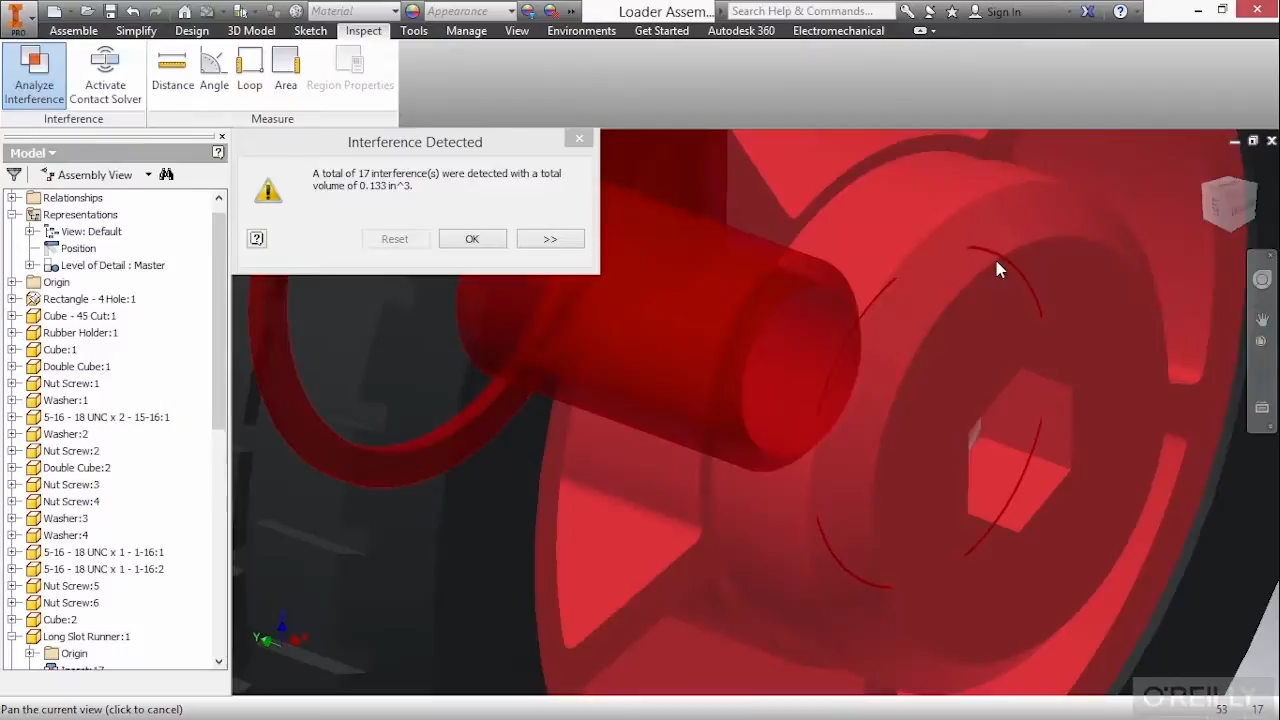 PRO
Material
Appearance
Loader Assem...
Search Help & Commands...
Sign In
Assemble
Simplify
Design
3D Model
Sketch
Inspect
Tools
Manage
View
Environments
Get Started
Autodesk 360
Electromechanical
Analyze
Interference
Activate
Contact Solver
Distance
Angle
Loop
Area
Region Properties
Interference
Measure
Model
Assembly View
Interference Detected
A total of 17 interference(s) were detected with a total
volume of 0.133 in^3.
Reset
OK
>>
Relationships
Representations
View: Default
Position
Level of Detail : Master
Origin
Rectangle - 4 Hole:1
Cube - 45 Cut:1
Rubber Holder:1
Cube:1
Double Cube:1
Nut Screw:1
Washer:1
5-16 - 18 UNC x 2 - 15-16:1
Washer:2
Nut Screw:2
Double Cube:2
Nut Screw:3
Nut Screw:4
Washer:3
Washer:4
5-16 - 18 UNC x 1 - 1-16:1
5-16 - 18 UNC x 1 - 1-16:2
Nut Screw:5
Nut Screw:6
Cube:2
Long Slot Runner:1
Origin
LEFT
Y
O'REILLY
Pan the current view (click to cancel)
53
17